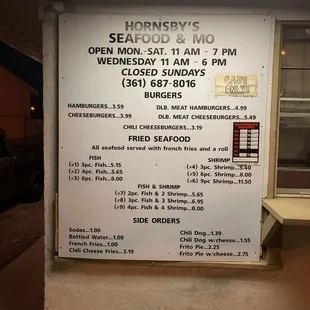 HORNSBY'S
SEAFOOD & MO
OPEN MON.-SAT. 11 AM - 7 PM
WEDNESDAY 11 AM - 6 PM
CLOSED SUNDAYS
(361) 687-8016
CASH
ONLY
BURGERS
HAMBURGERS...3.59
DLB. MEAT HAMBURGERS...4.99
CHEESEBURGERS...3.99
DLB. MEAT CHEESEBURGERS...5.49
CHILI CHEESEBURGERS...3.19
FRIED SEAFOOD
All seafood served with french fries and a roll
FISH
(#1) 3pc. Fish...5.15
(#2) 4pc. Fish...5.65
(#3) 6pc. Fish...8.00
SHRIMP
(#4) 3pc. Shrimp...5.40
(#5) 6pc. Shrimp...8.00
(#6) 9pc. Shrimp...11.50
FISH & SHRIMP
(#7) 2pc. Fish & 2 Shrimp...5.65
(#8) 3pc. Fish & 3 Shrimp...6.95
(#9) 4pc. Fish & 4 Shrimp...8.00
SIDE ORDERS
Sodas...1.00
Bottled Water...1.00
French Fries...1.00
Chili Cheese Fries...3.19
Chili Dog...1.39
Chili Dog w/cheese...1.55
Frito Pie...2.25
Frito Pie w/cheese...2.75